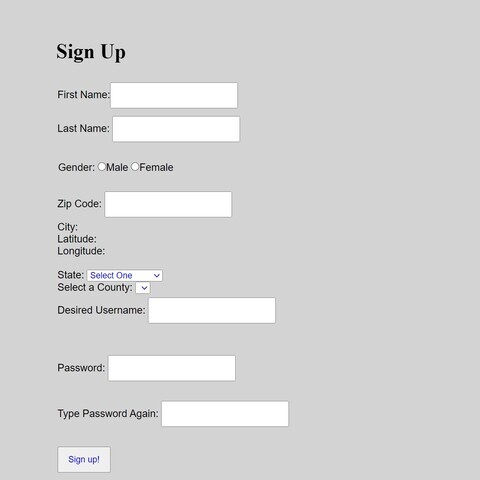 Sign Up
First Name:
Last Name:
Gender: Male Female
Zip Code:
City:
Latitude:
Longitude:
State: Select One
Select a County:
Desired Username:
Password:
Type Password Again:
Sign up!